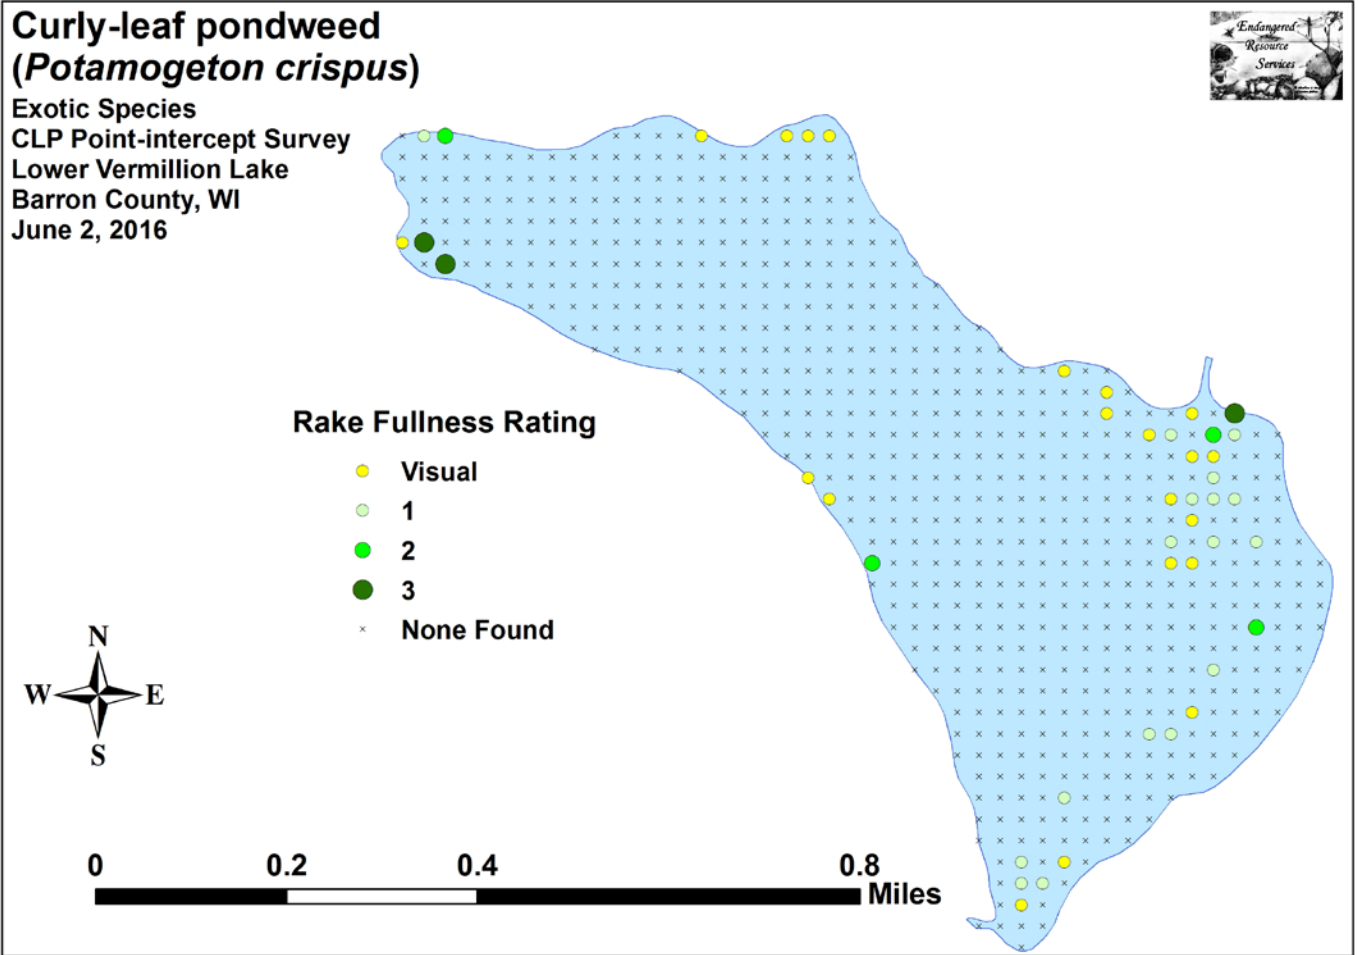 Curly-leaf pondweed
(Potamogeton crispus)
Exotic Species
CLP Point-intercept Survey
Lower Vermillion Lake
Barron County, WI
June 2, 2016
Endangered
Resource
Services
Rake Fullness Rating
Visual
1
2
3
None Found
N
W E
S
0 0.2 0.4 0.8
Miles